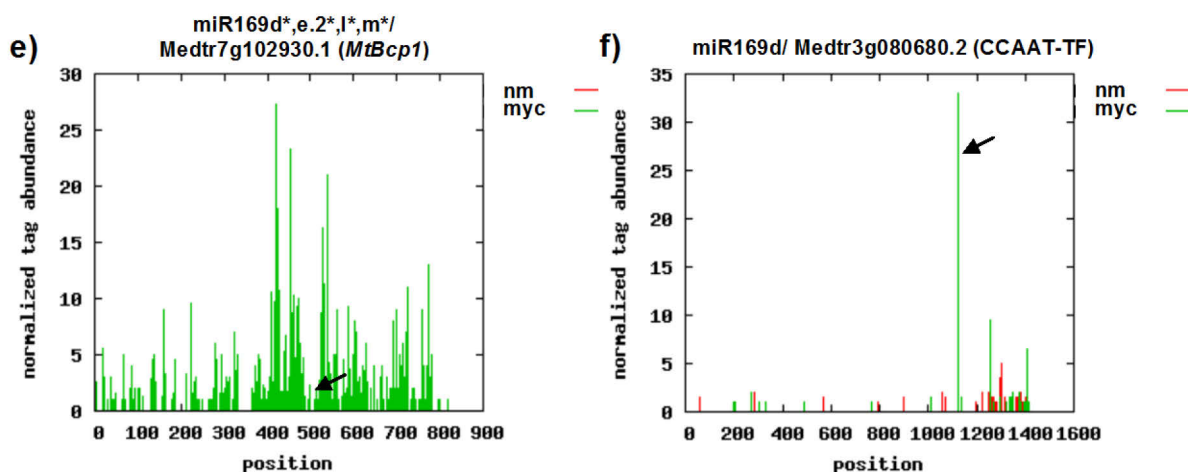 e)
miR169d*,e.2*,l*,m*/
Medtr7g102930.1 (MtBcp1)
nm
myc
normalized tag abundance
30
25
20
15
10
5
0
0 100 200 300 400 500 600 700 800 900
position
f)
miR169d/ Medtr3g080680.2 (CCAAT-TF)
nm
myc
normalized tag abundance
35
30
25
20
15
10
5
0
0 200 400 600 800 1000 1200 1400 1600
position